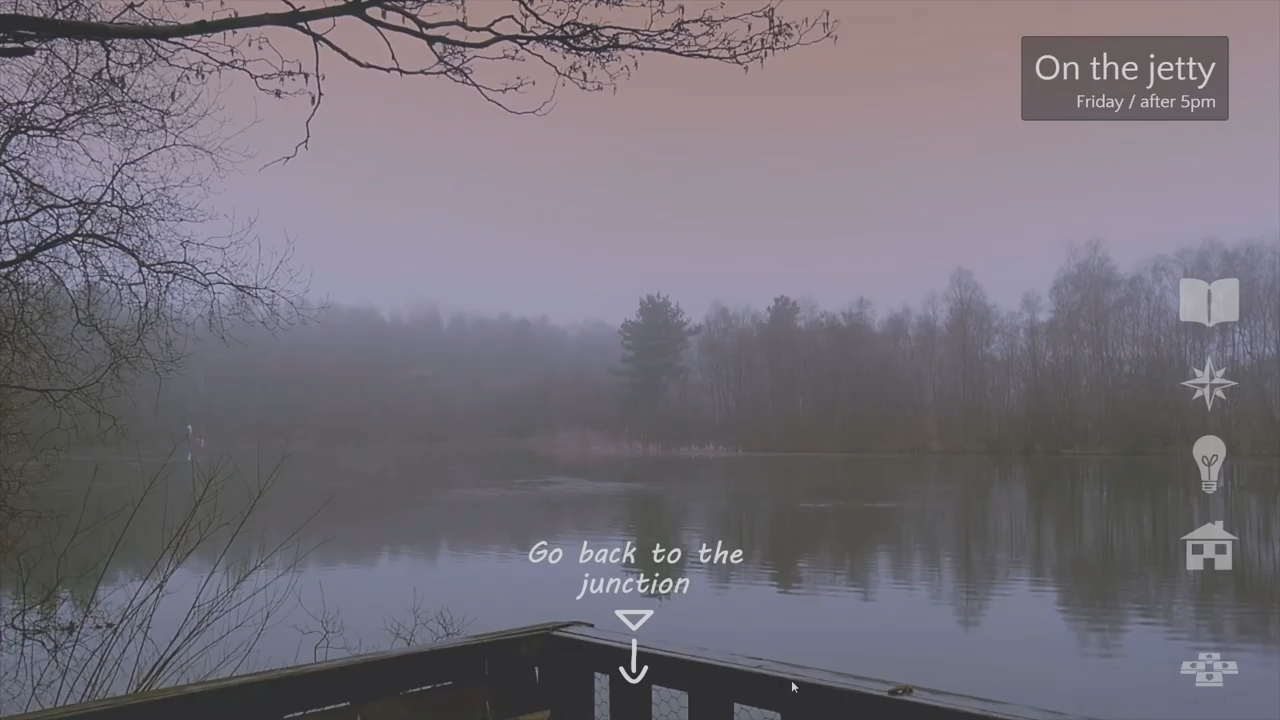 On the jetty
Friday / after 5pm
Go back to the
junction